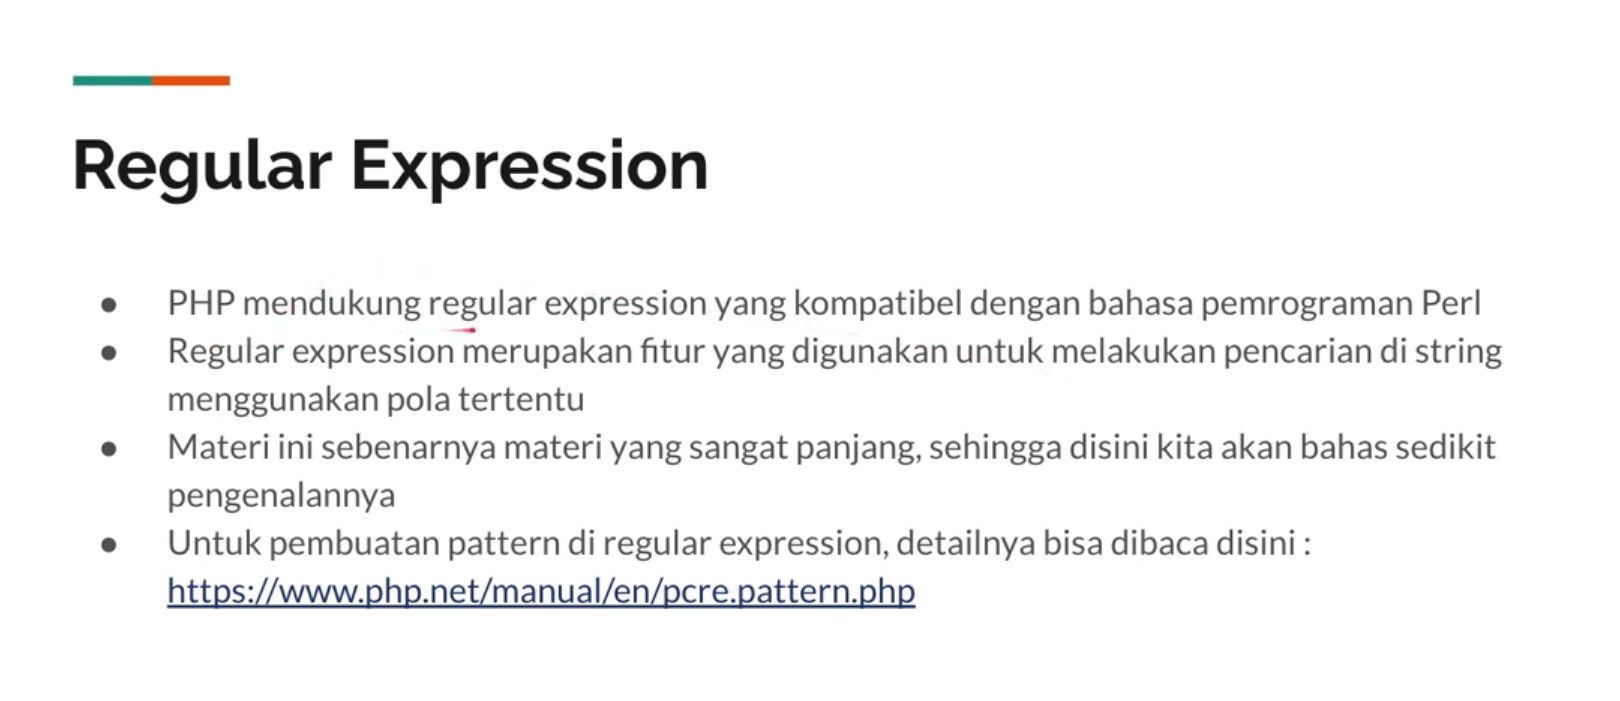 Regular Expression
● PHP mendukung regular expression yang kompatibel dengan bahasa pemrograman Perl
● Regular expression merupakan fitur yang digunakan untuk melakukan pencarian di string
menggunakan pola tertentu
● Materi ini sebenarnya materi yang sangat panjang, sehingga disini kita akan bahas sedikit
pengenalannya
● Untuk pembuatan pattern di regular expression, detailnya bisa dibaca disini :
https://www.php.net/manual/en/pcre.pattern.php